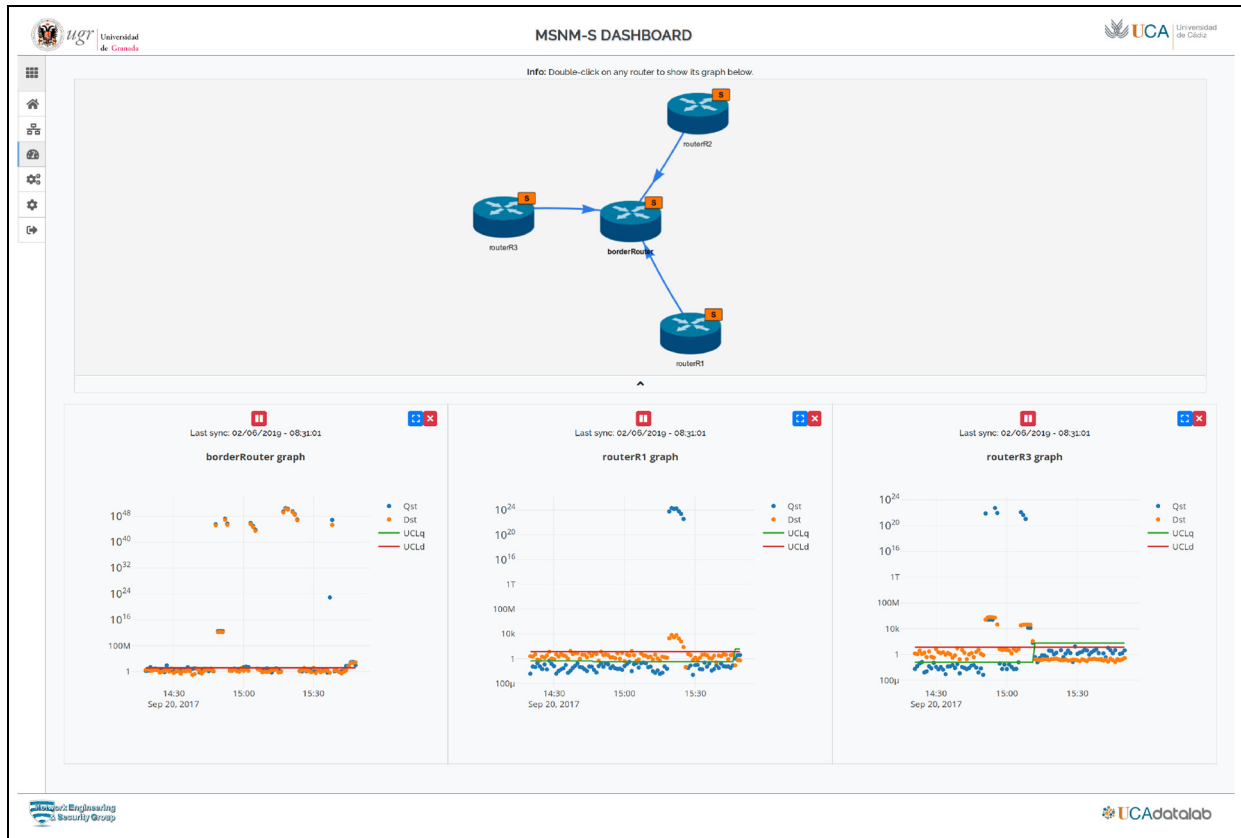 ugr
Universidad
de Granada
MSNM-S DASHBOARD
UCA
Universidad
de Cádiz
Info: Double-click on any router to show its graph below.
S
routerR2
S
routerR3
S
borderRouter
S
routerR1
Last sync: 02/06/2019 - 08:31:01
borderRouter graph
10^48
10^40
10^32
10^24
10^16
100M
1
14:30
15:00
15:30
Sep 20, 2017
Qst
Dst
UCLq
UCLd
Last sync: 02/06/2019 - 08:31:01
routerR1 graph
10^24
10^20
10^16
1T
100M
10k
1
100μ
14:30
15:00
15:30
Sep 20, 2017
Qst
Dst
UCLq
UCLd
Last sync: 02/06/2019 - 08:31:01
routerR3 graph
10^24
10^20
10^16
1T
100M
10k
1
100μ
14:30
15:00
15:30
Sep 20, 2017
Qst
Dst
UCLq
UCLd
Network Engineering
& Security Group
UCAdatalab